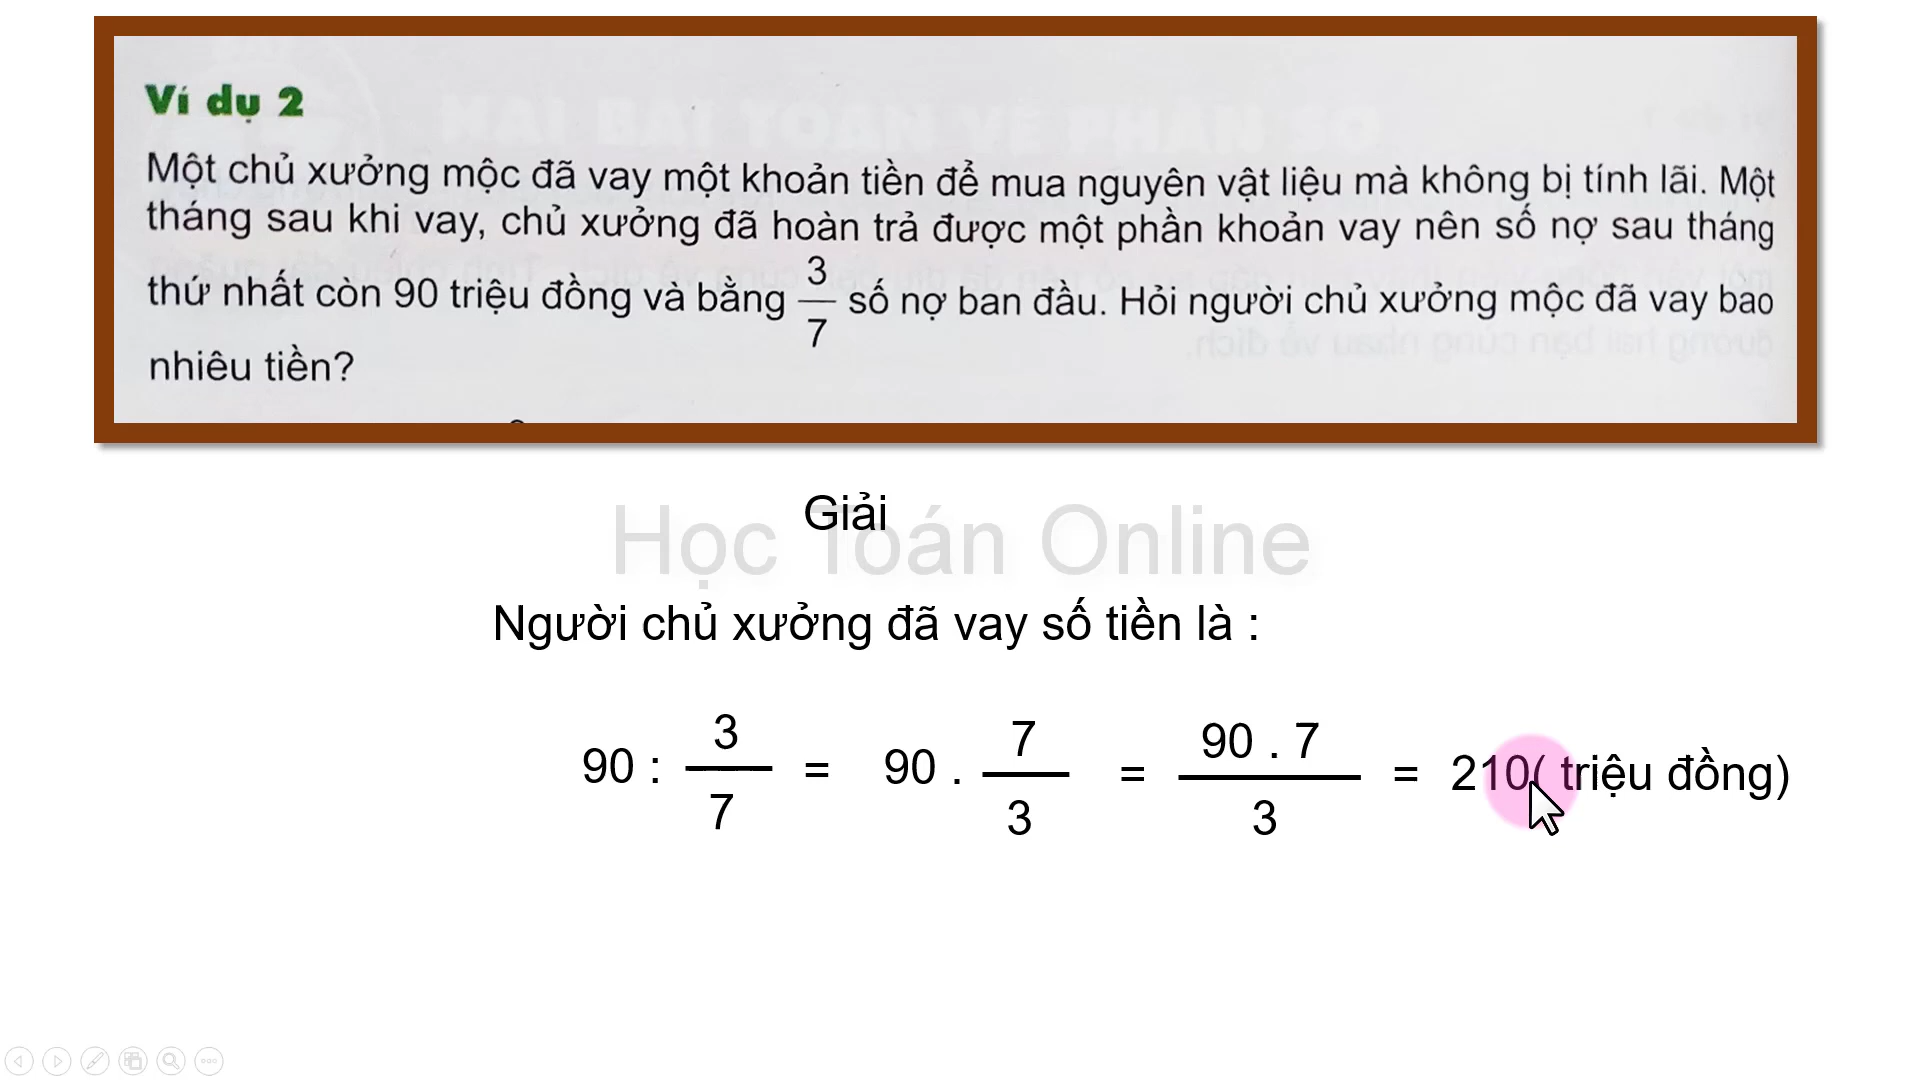 Ví dụ 2
Một chủ xưởng mộc đã vay một khoản tiền để mua nguyên vật liệu mà không bị tính lãi. Một
tháng sau khi vay, chủ xưởng đã hoàn trả được một phần khoản vay nên số nợ sau tháng
thứ nhất còn 90 triệu đồng và bằng 3/7 số nợ ban đầu. Hỏi người chủ xưởng mộc đã vay bao
nhiêu tiền?
Giải
Học Toán Online
Người chủ xưởng đã vay số tiền là :
90 : 3/7 = 90 . 7/3 = 90 . 7/3 = 210( triệu đồng)